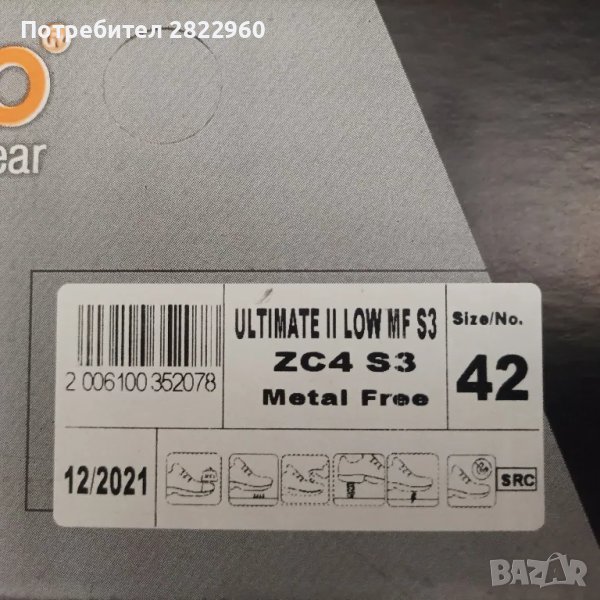 Потребител 2822960
o®
ear
ULTIMATE II LOW MF S3
ZC4 S3
Metal Free
Size/No.
42
2 006100 352078
12/2021
SRC
BAZAR